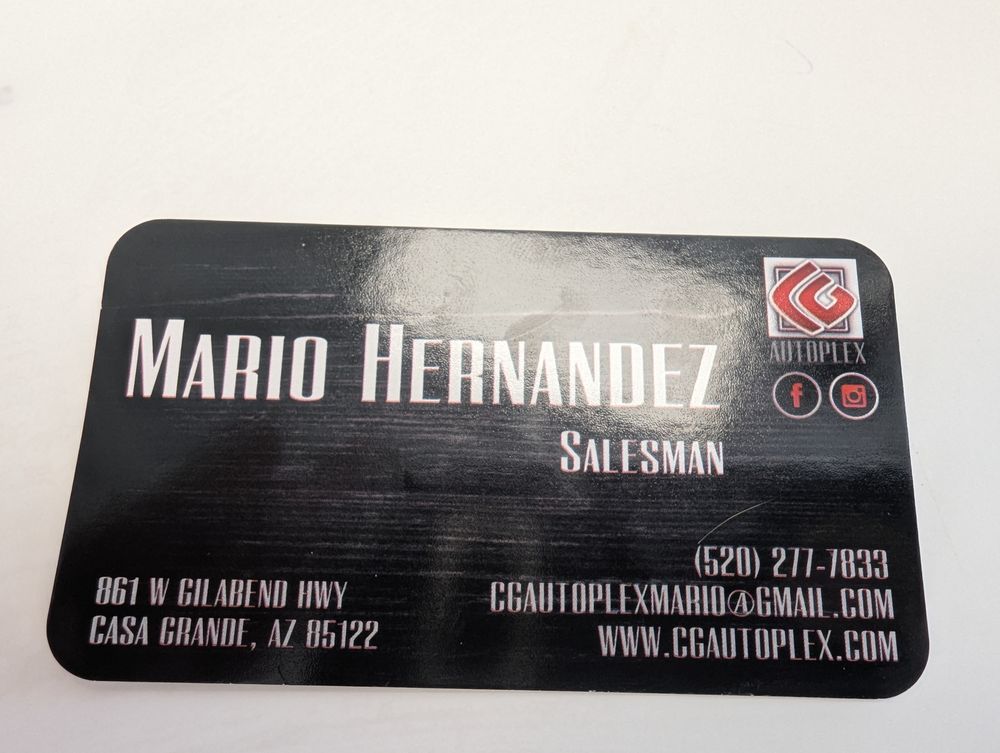 MARIO HERNANDEZ
SALESMAN
CG
AUTOPLEX
f
861 W GILABEND HWY
CASA GRANDE, AZ 85122
(520) 277-7833
CGAUTOPLEXMARIO@GMAIL.COM
WWW.CGAUTOPLEX.COM